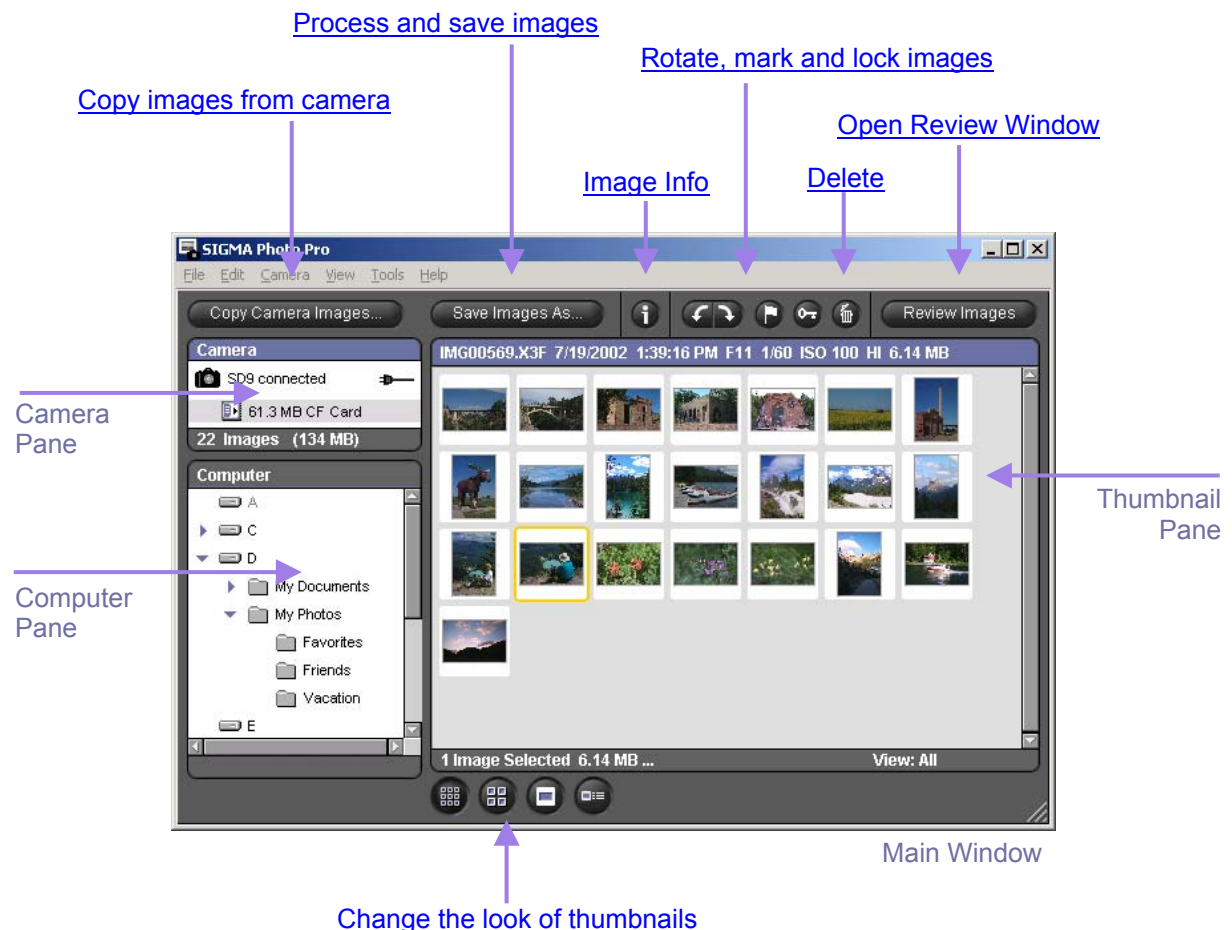 Process and save images
Rotate, mark and lock images
Copy images from camera
Open Review Window
Image Info
Delete
SIGMA Photo Pro
File Edit Camera View Tools Help
Copy Camera Images...
Save Images As...
Review Images
Camera
IMG00569.X3F 7/19/2002 1:39:16 PM F11 1/60 ISO 100 HI 6.14 MB
SD9 connected
61.3 MB CF Card
22 Images (134 MB)
Camera
Pane
Computer
A
C
D
My Documents
My Photos
Favorites
Friends
Vacation
E
Computer
Pane
Thumbnail
Pane
1 Image Selected 6.14 MB ...
View: All
Main Window
Change the look of thumbnails